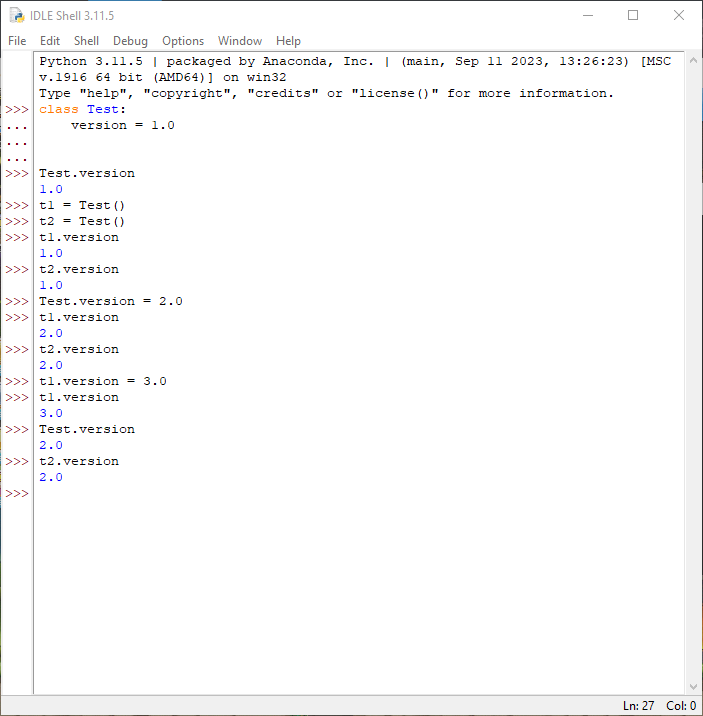 IDLE Shell 3.11.5
File Edit Shell Debug Options Window Help
Python 3.11.5 | packaged by Anaconda, Inc. | (main, Sep 11 2023, 13:26:23) [MSC
v.1916 64 bit (AMD64)] on win32
Type "help", "copyright", "credits" or "license()" for more information.
>>> class Test:
...     version = 1.0
...
...
>>> Test.version
1.0
>>> t1 = Test()
>>> t2 = Test()
>>> t1.version
1.0
>>> t2.version
1.0
>>> Test.version = 2.0
>>> t1.version
2.0
>>> t2.version
2.0
>>> t1.version = 3.0
>>> t1.version
3.0
>>> Test.version
2.0
>>> t2.version
2.0
>>>
Ln: 27 Col: 0